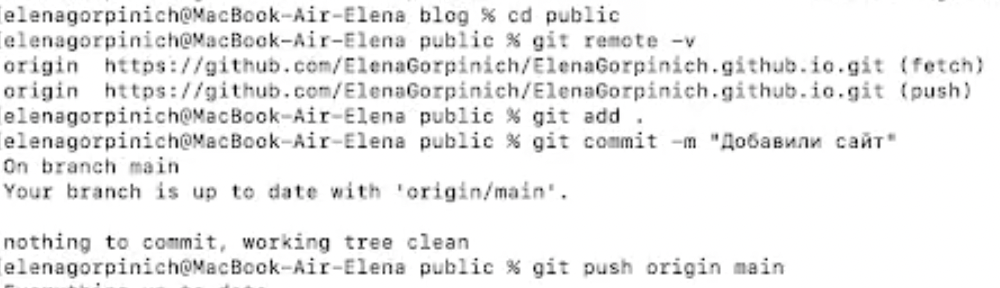 [elenagorpinich@MacBook-Air-Elena blog % cd public
[elenagorpinich@MacBook-Air-Elena public % git remote -v
origin  https://github.com/ElenaGorpinich/ElenaGorpinich.github.io.git (fetch)
origin  https://github.com/ElenaGorpinich/ElenaGorpinich.github.io.git (push)
[elenagorpinich@MacBook-Air-Elena public % git add .
[elenagorpinich@MacBook-Air-Elena public % git commit -m "Добавили сайт"
On branch main
Your branch is up to date with 'origin/main'.
nothing to commit, working tree clean
[elenagorpinich@MacBook-Air-Elena public % git push origin main